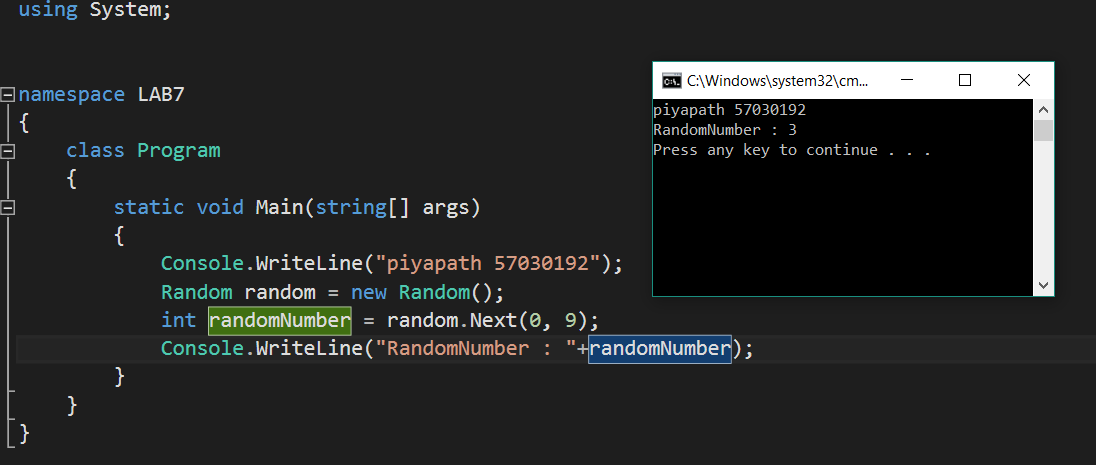 using System;
namespace LAB7
{
class Program
{
static void Main(string[] args)
{
Console.WriteLine("piyapath 57030192");
Random random = new Random();
int randomNumber = random.Next(0, 9);
Console.WriteLine("RandomNumber : "+randomNumber);
}
}
}
C:\Windows\system32\cm...
piyapath 57030192
RandomNumber : 3
Press any key to continue . . .